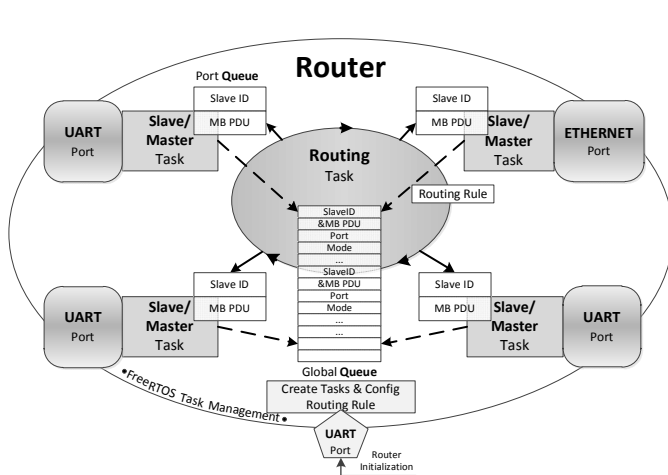 Router
Port Queue
Slave ID
MB PDU
Slave ID
MB PDU
UART
Port
Slave/
Master
Task
Routing
Task
Slave/
Master
Task
ETHERNET
Port
Routing Rule
SlaveID
&MB PDU
Port
Mode
...
SlaveID
&MB PDU
Port
Mode
...
...
Slave ID
MB PDU
Slave ID
MB PDU
UART
Port
Slave/
Master
Task
Slave/
Master
Task
UART
Port
Global Queue
•FreeRTOS Task Management•
Create Tasks & Config
Routing Rule
UART
Port
Router
Initialization